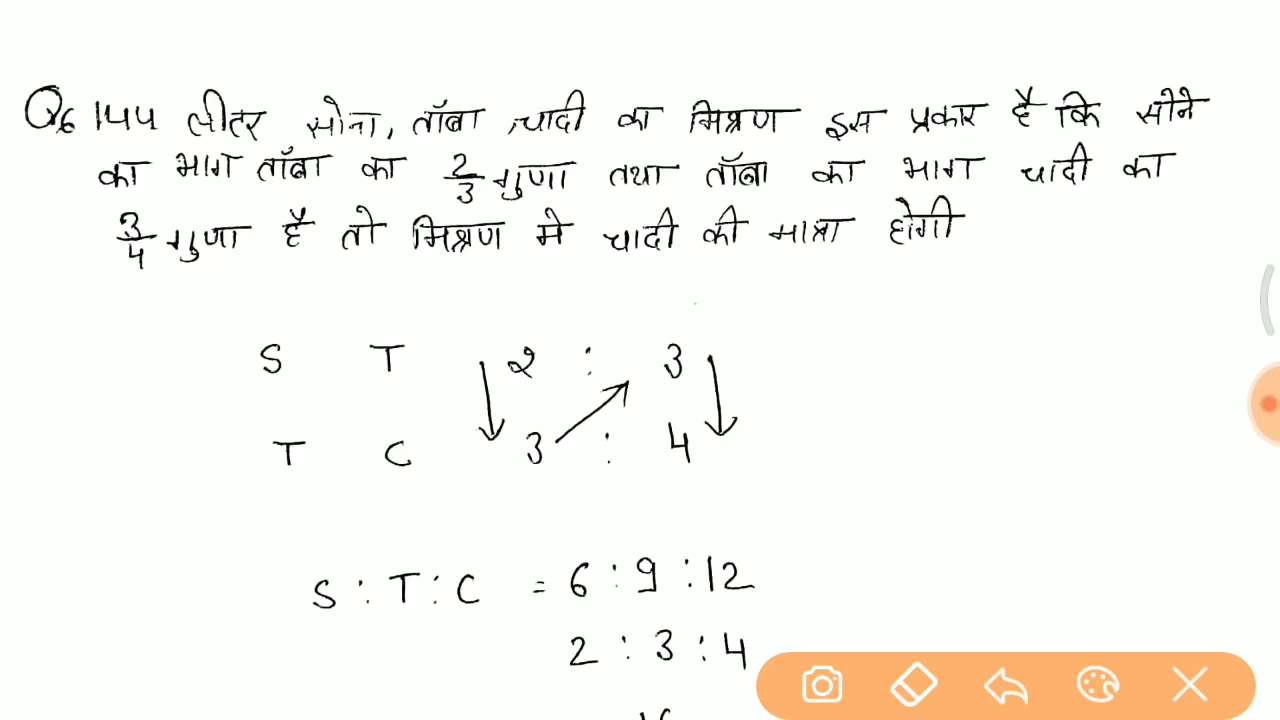 Q6 144 लीटर सोना, ताँबा, चादी का मिश्रण इस प्रकार है कि सोने
का भाग ताँबा का 2/3 गुणा तथा ताँबा का भाग चादी का
3/4 गुणा है तो मिश्रण मे चादी की मात्रा होगी
S T 2 : 3
T C 3 : 4
S : T : C = 6 : 9 : 12
2 : 3 : 4